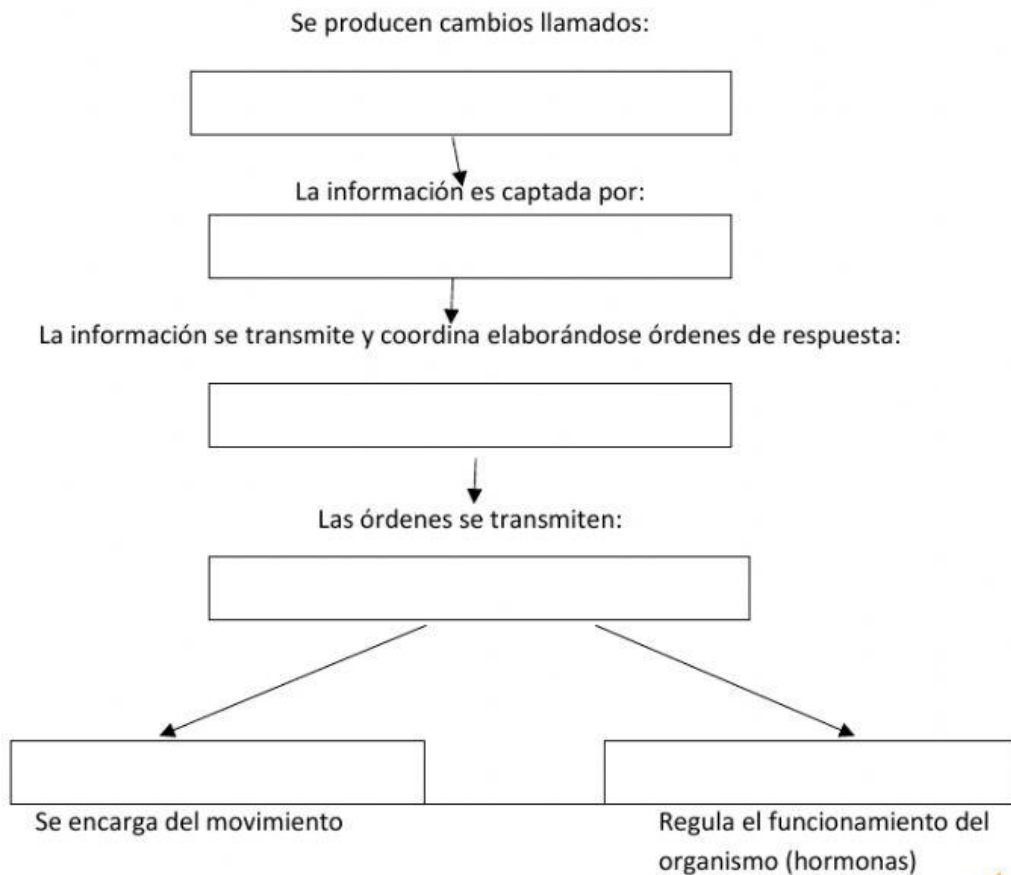 Se producen cambios llamados:
La información es captada por:
La información se transmite y coordina elaborándose órdenes de respuesta:
Las órdenes se transmiten:
Se encarga del movimiento
Regula el funcionamiento del
organismo (hormonas)